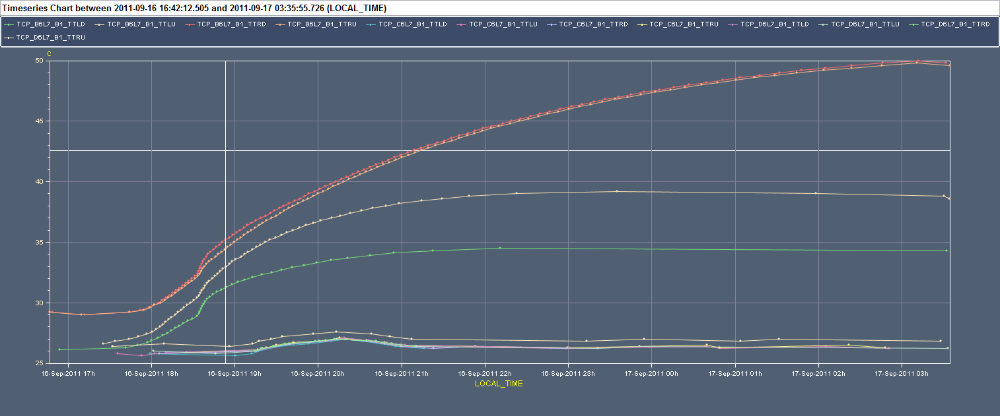 Timeseries Chart between 2011-09-16 16:42:12.505 and 2011-09-17 03:35:55.726 (LOCAL_TIME)
TCP_B6L7_B1_TTLD TCP_B6L7_B1_TTLU TCP_B6L7_B1_TTRD TCP_B6L7_B1_TTRU TCP_C6L7_B1_TTLD TCP_C6L7_B1_TTLU TCP_C6L7_B1_TTRD TCP_C6L7_B1_TTRU TCP_D6L7_B1_TTLD TCP_D6L7_B1_TTLU TCP_D6L7_B1_TTRD
TCP_D6L7_B1_TTRU
C
50
45
40
35
30
25
16-Sep-2011 17h 16-Sep-2011 18h 16-Sep-2011 19h 16-Sep-2011 20h 16-Sep-2011 21h 16-Sep-2011 22h 16-Sep-2011 23h 17-Sep-2011 00h 17-Sep-2011 01h 17-Sep-2011 02h 17-Sep-2011 03h
LOCAL_TIME